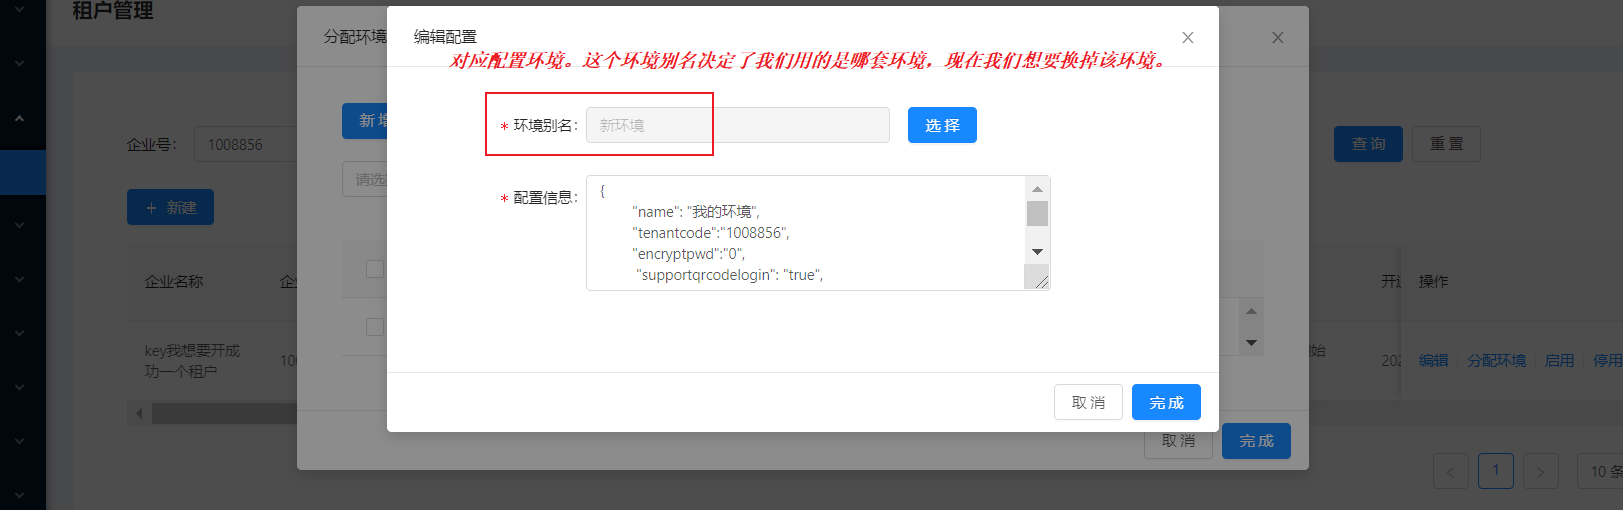 租户管理
分配环境
编辑配置
对应配置环境。这个环境别名决定了我们用的是哪套环境，现在我们想要换掉该环境。
新增
* 环境别名：
新环境
选择
企业号：
1008856
查询
重置
请选
* 配置信息：
{
"name": "我的环境",
"tenantcode":"1008856",
"encryptpwd":"0",
"supportqrcodelogin": "true",
+ 新建
企业名称
企业
开
操作
key我想要开成
功一个租户
100
始
202
编辑
分配环境
启用
停用
取消
完成
取消
完成
1
10 条